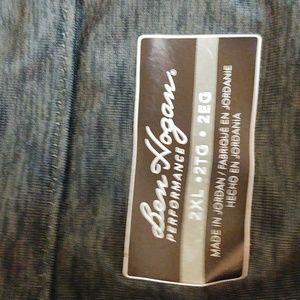 Ben Hogan.
PERFORMANCE
2XL • 2TG • 2EG
MADE IN JORDAN / FABRIQUÉ EN JORDANIE
HECHO EN JORDANIA